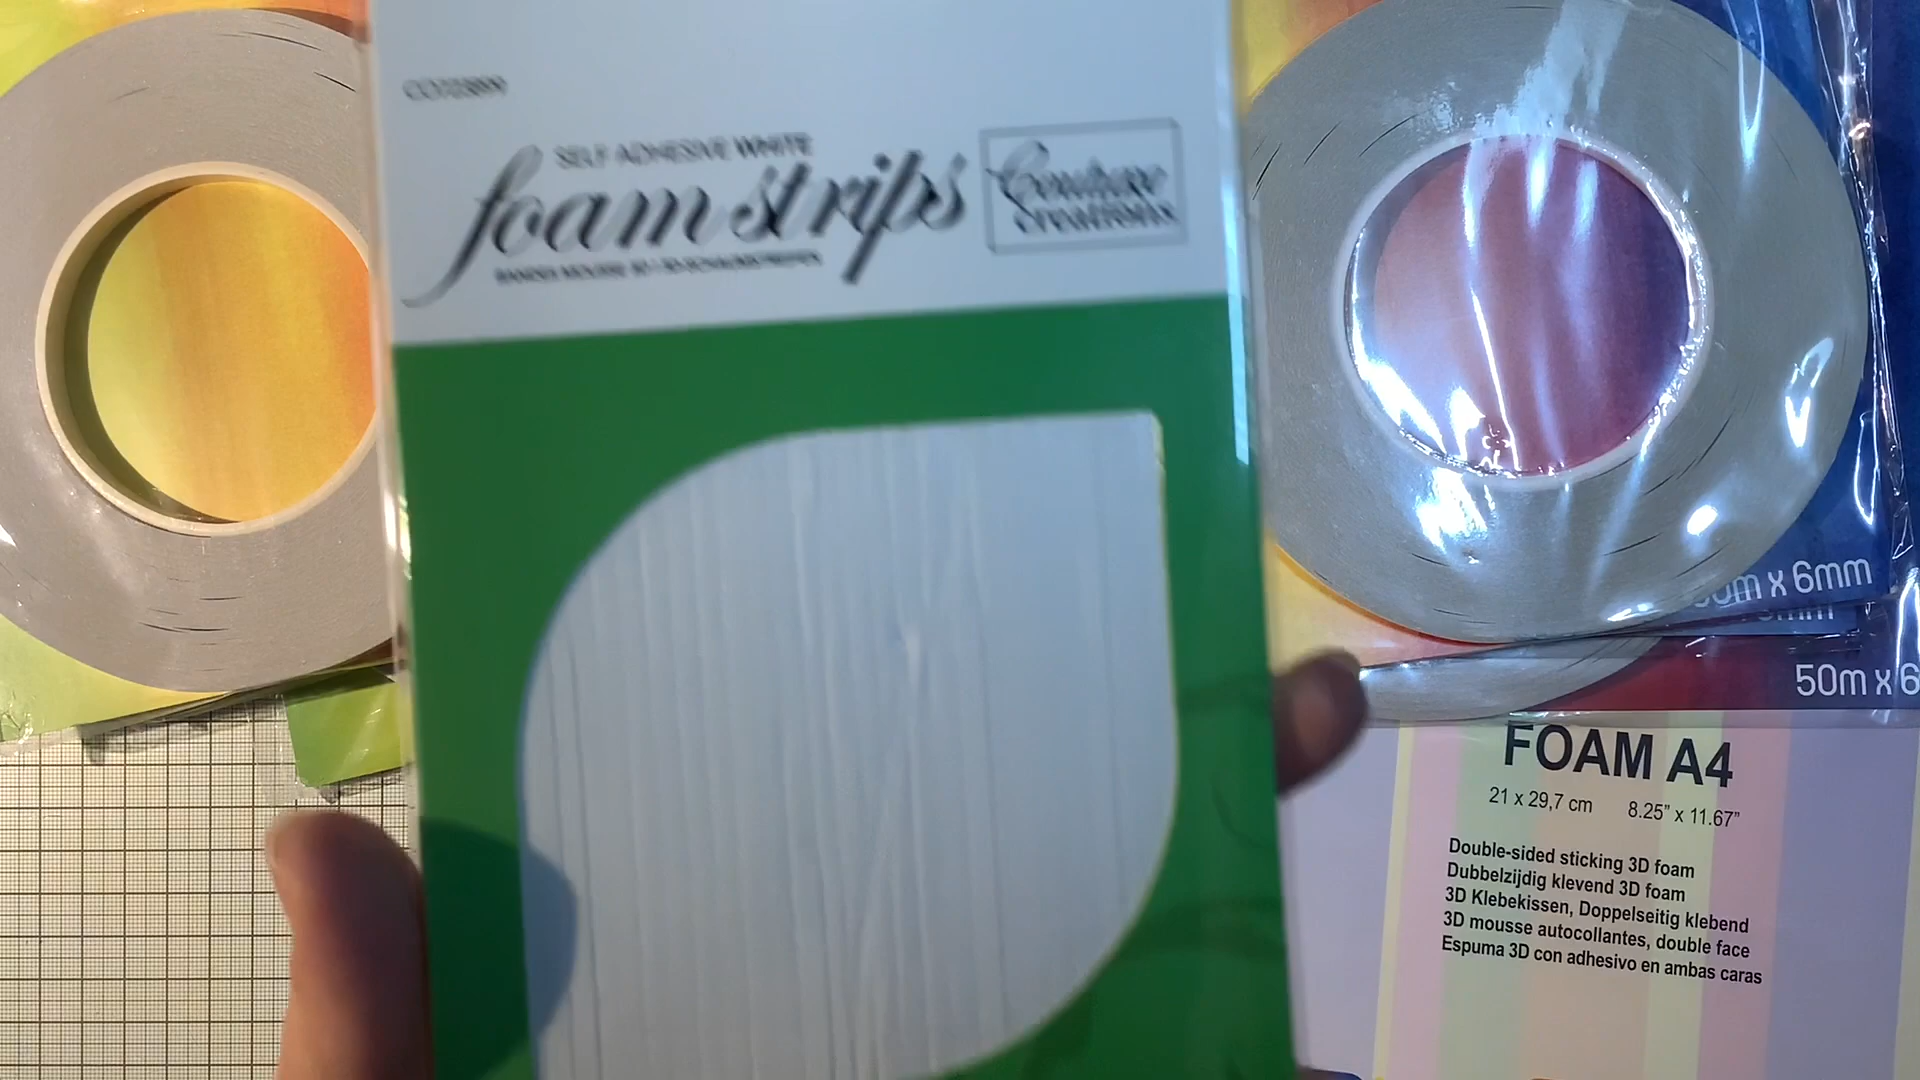 SELF ADHESIVE WHITE
foam strips
Couture
Creations
6mm
50m x 6
FOAM A4
21 x 29,7 cm 8.25" x 11.67"
Double-sided sticking 3D foam
Dubbelzijdig klevend 3D foam
3D Klebekissen, Doppelseitig klebend
3D mousse autocollantes, double face
Espuma 3D con adhesivo en ambas caras